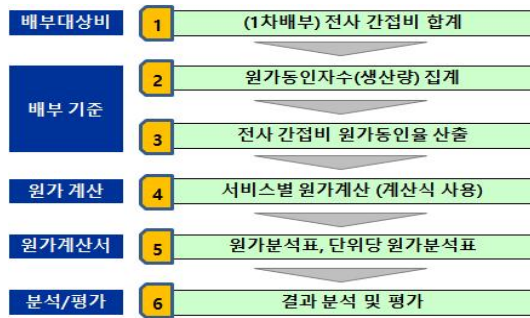 배부대상비
1
(1차배부) 전사 간접비 합계
배부 기준
2
원가동인자수(생산량) 집계
3
전사 간접비 원가동인율 산출
원가 계산
4
서비스별 원가계산 (계산식 사용)
원가계산서
5
원가분석표, 단위당 원가분석표
분석/평가
6
결과 분석 및 평가